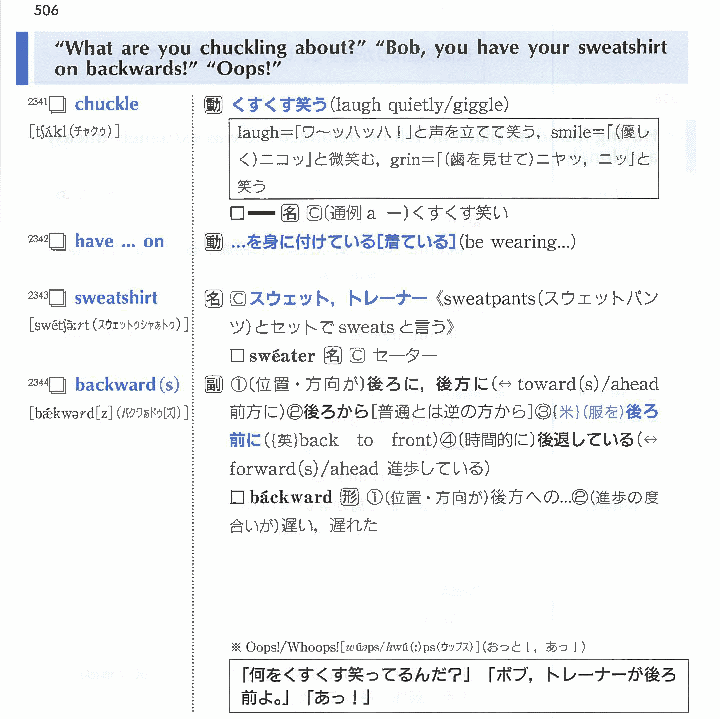 506
“What are you chuckling about?” “Bob, you have your sweatshirt
on backwards!” “Oops!”
2341 □ chuckle
[tʃʌ́kl(チャクゥ)]
動 くすくす笑う(laugh quietly/giggle)
laugh=「ワ〜ッハッハ！」と声を立てて笑う, smile=「(優し
く)ニコッ」と微笑む, grin=「(歯を見せて)ニヤッ, ニッ」と
笑う
□ ━ 名 Ⓒ(通例 a ─)くすくす笑い
2342 □ have ... on
動 ...を身に付けている[着ている](be wearing...)
2343 □ sweatshirt
[swétʃə̀ːrt(スウェットゥシャぁトゥ)]
名 Ⓒスウェット, トレーナー《sweatpants(スウェットパン
ツ)とセットで sweats と言う》
□ swéater 名 Ⓒ セーター
2344 □ backward(s)
[bǽkwərd[z](バクワぁドゥ[ズ])]
副 ①(位置・方向が)後ろに, 後方に(↔ toward(s)/ahead
前方に)②後ろから[普通とは逆の方から]③{米}(服を)後ろ
前に({英}back to front)④(時間的に)後退している(↔
forward(s)/ahead 進歩している)
□ báckward 形 ①(位置・方向が)後方への...②(進歩の度
合いが)遅い, 遅れた
※ Oops!/Whoops![wúəps/hwú(ː)ps(ウップス)](おっと！, あっ！)
「何をくすくす笑ってるんだ？」「ボブ, トレーナーが後ろ
前よ。」「あっ！」